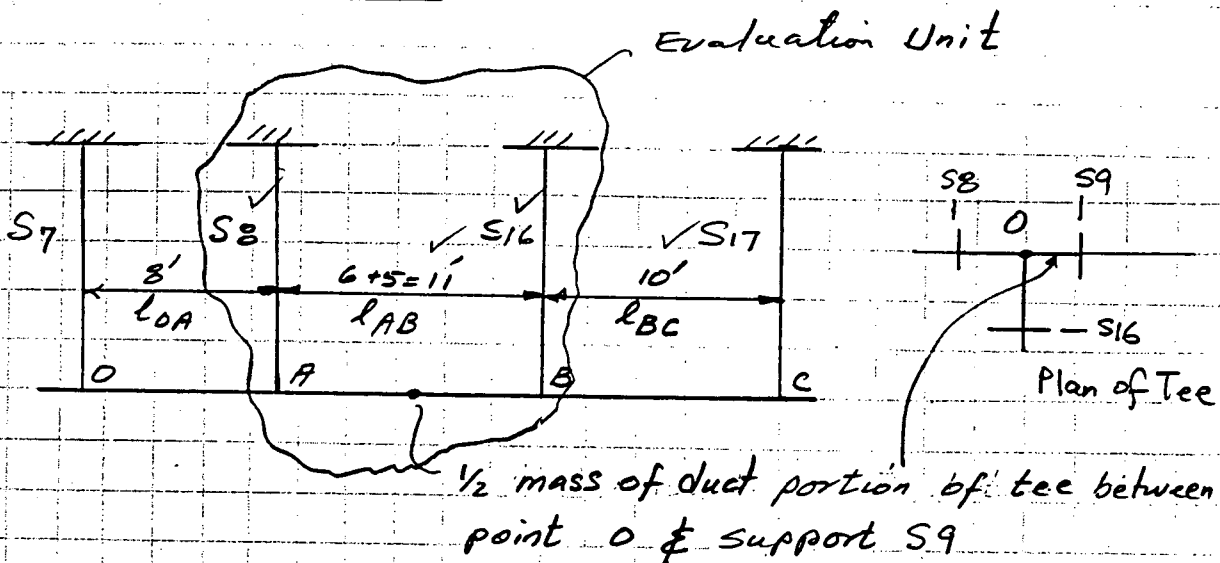 Evaluation Unit
S7
S8
✓ S16
✓ S17
8'
6+5=11'
10'
lOA
lAB
lBC
O
A
B
C
S8
S9
O
S16
Plan of Tee
1/2 mass of duct portion of tee between
point O & support S9